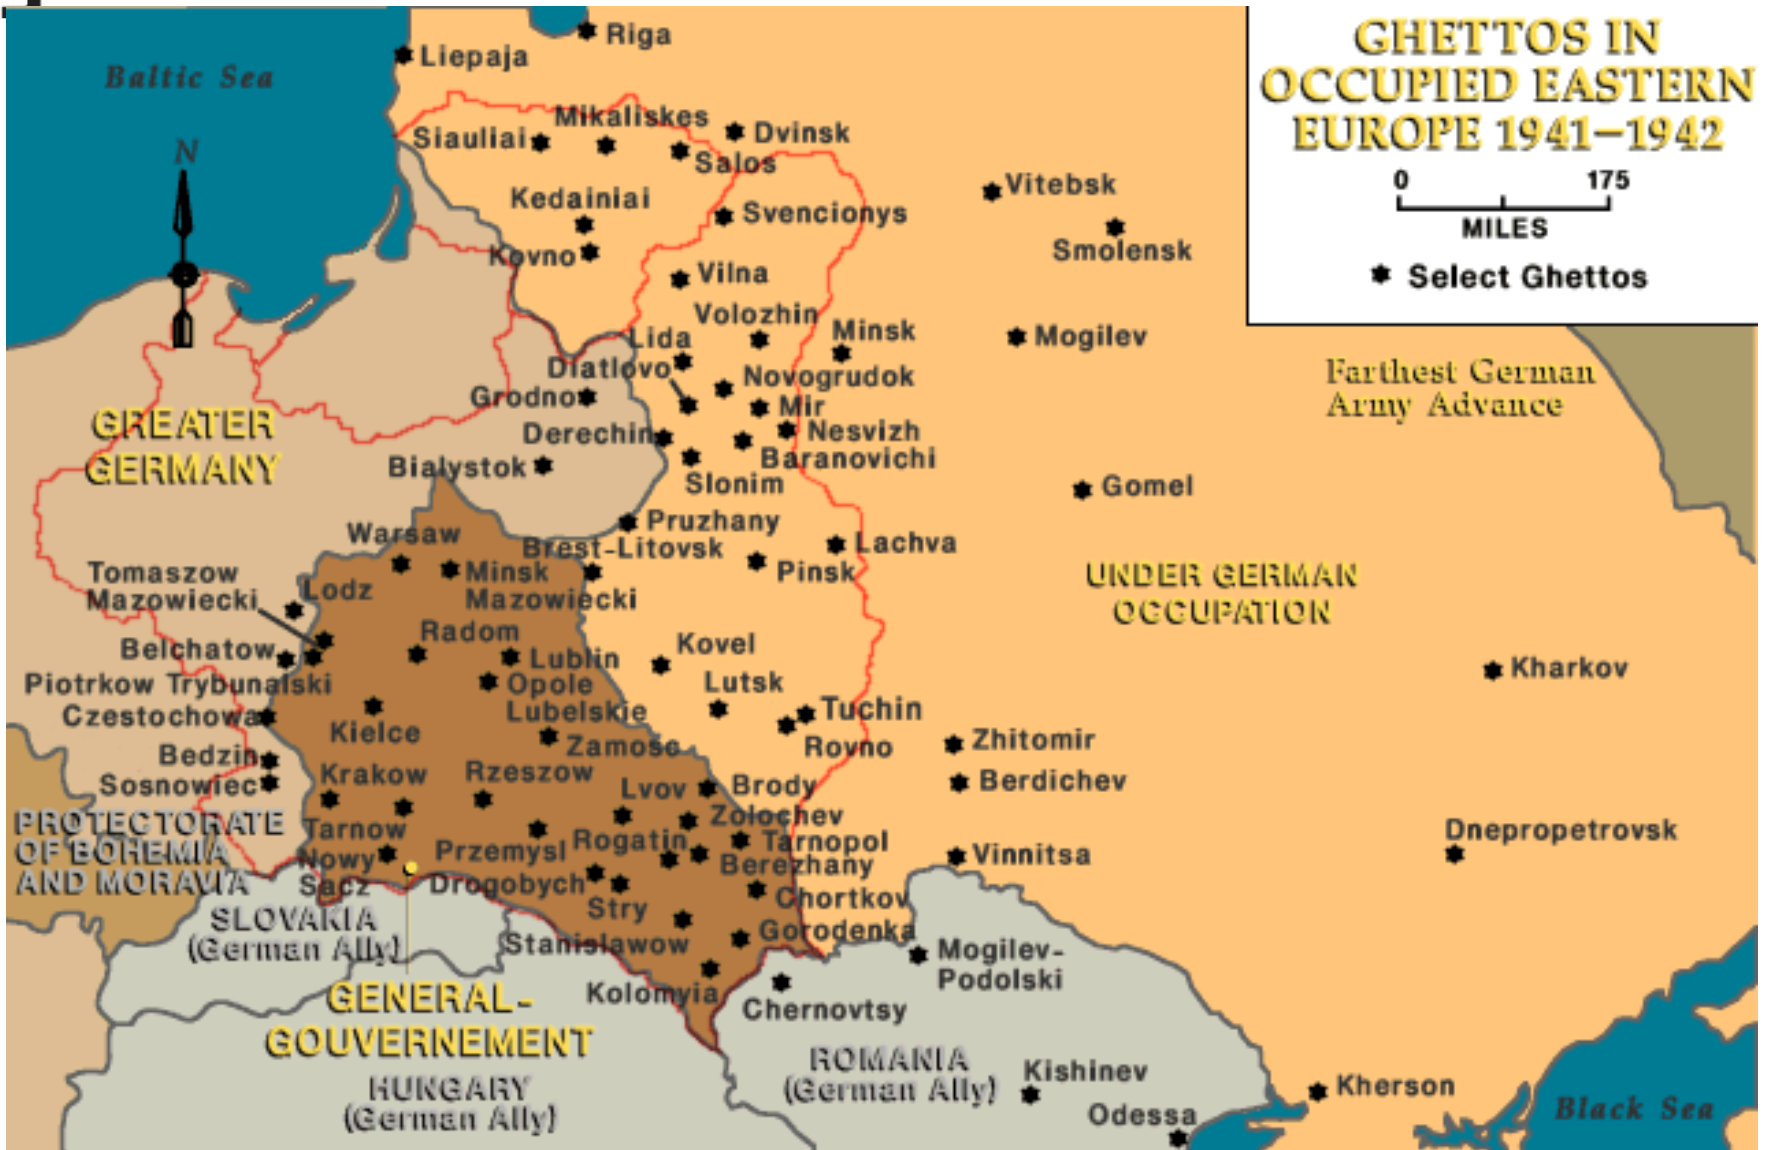 GHETTOS IN
OCCUPIED EASTERN
EUROPE 1941–1942
0 175
MILES
Select Ghettos
Baltic Sea
N
Riga
Liepaja
Mikaliskes
Siauliai
Dvinsk
Salos
Kedainiai
Svencionys
Kovno
Vilna
Vitebsk
Smolensk
Volozhin
Minsk
Lida
Mogilev
Diatlovo
Novogrudok
Grodno
Mir
Derechin
Nesvizh
Baranovichi
Bialystok
Slonim
Farthest German
Army Advance
GREATER
GERMANY
Gomel
Pruzhany
Warsaw
Brest-Litovsk
Lachva
Pinsk
Minsk
Mazowiecki
Tomaszow
Mazowiecki
Lodz
UNDER GERMAN
OCCUPATION
Radom
Belchatow
Lublin
Kovel
Piotrkow Trybunalski
Opole
Lubelskie
Lutsk
Kharkov
Czestochowa
Tuchin
Kielce
Rovno
Zamosc
Zhitomir
Bedzin
Sosnowiec
Krakow
Rzeszow
Lvov
Brody
Berdichev
PROTECTORATE
OF BOHEMIA
AND MORAVIA
Tarnow
Zolochev
Rogatin
Tarnopol
Nowy
Sacz
Przemysl
Berezhany
Vinnitsa
Dnepropetrovsk
Drogobych
Chortkov
Stry
SLOVAKIA
(German Ally)
Stanislawow
Gorodenka
Mogilev-
Podolski
GENERAL-
GOUVERNEMENT
Kolomyia
Chernovtsy
HUNGARY
(German Ally)
ROMANIA
(German Ally)
Kishinev
Odessa
Kherson
Black Sea